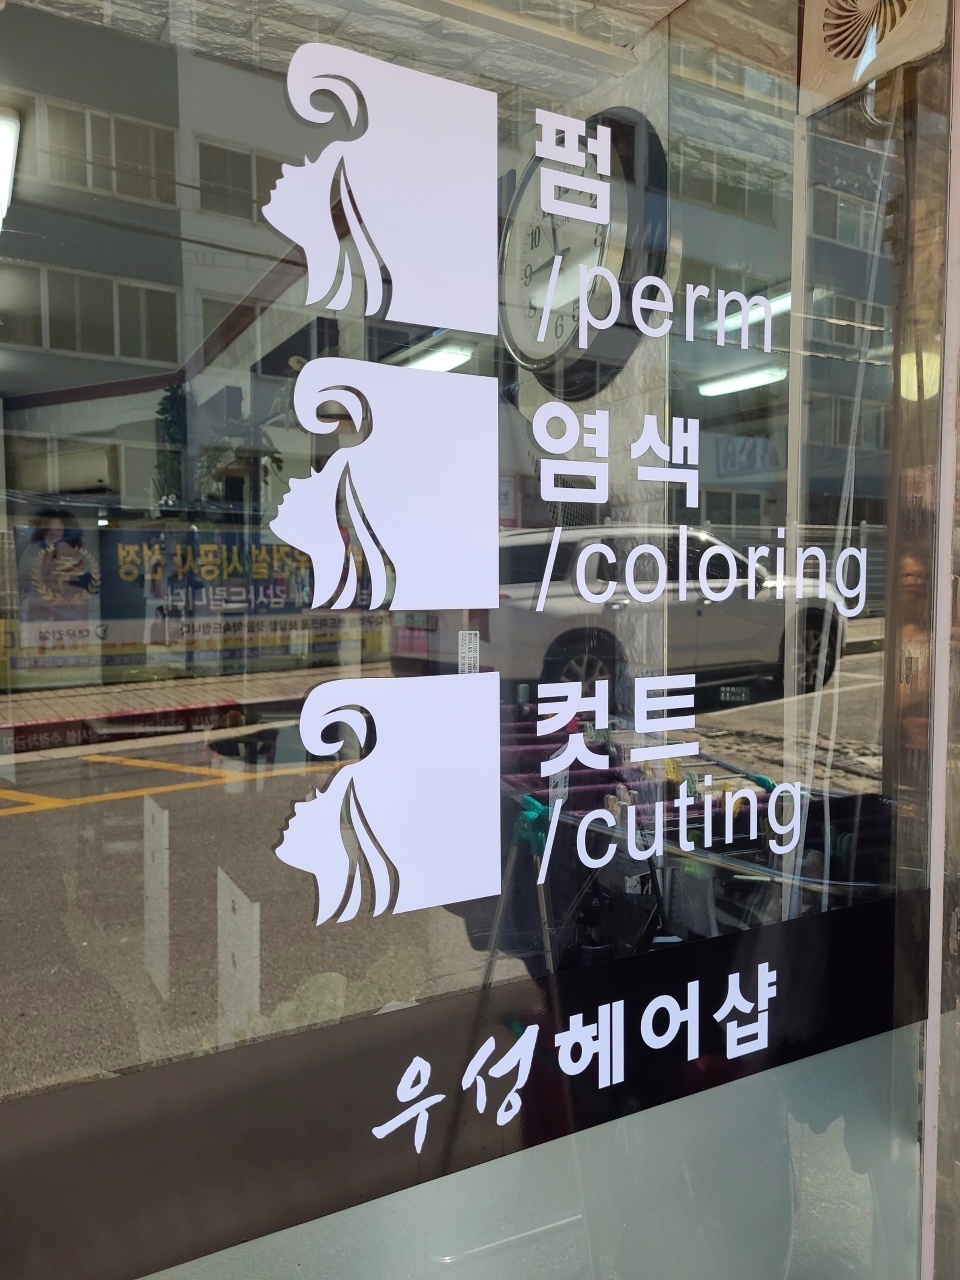 펌
/perm
염색
/coloring
컷트
/cuting
우성헤어샵